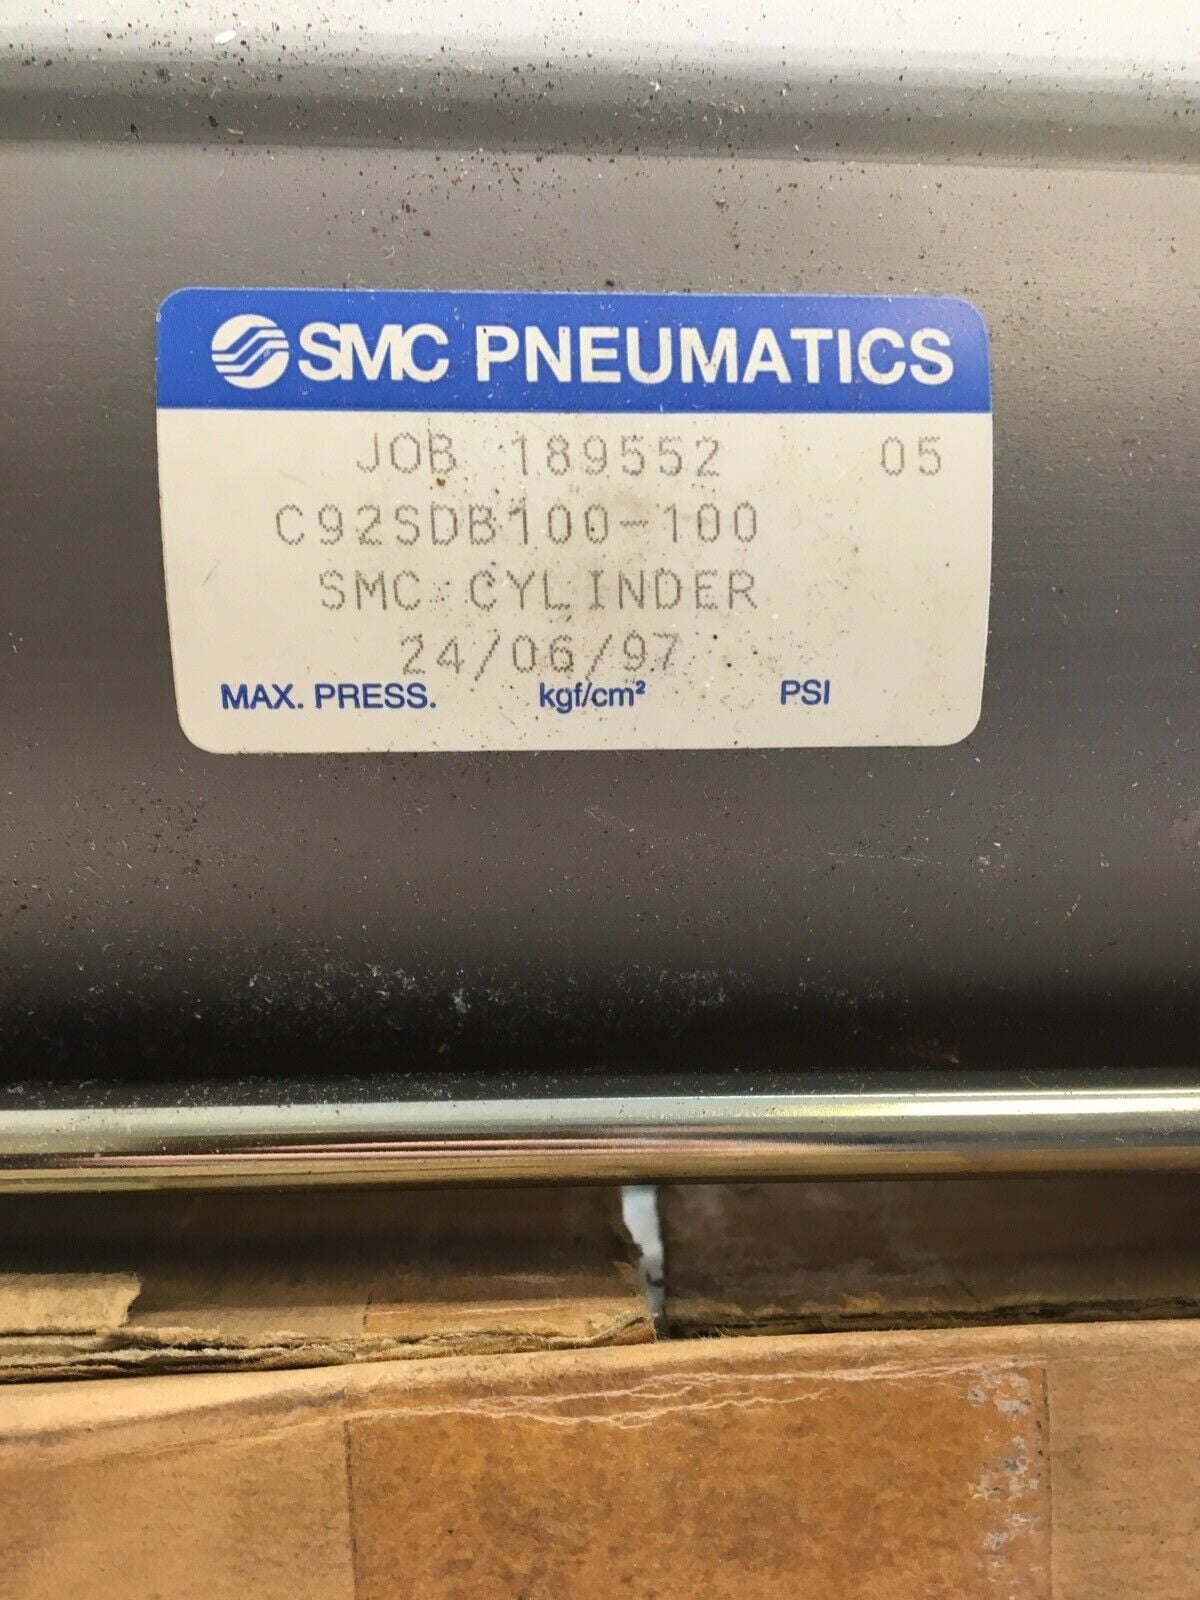 SMC PNEUMATICS
JOB 189552 05
C92SDB100-100
SMC CYLINDER
24/06/97
MAX. PRESS. kgf/cm² PSI